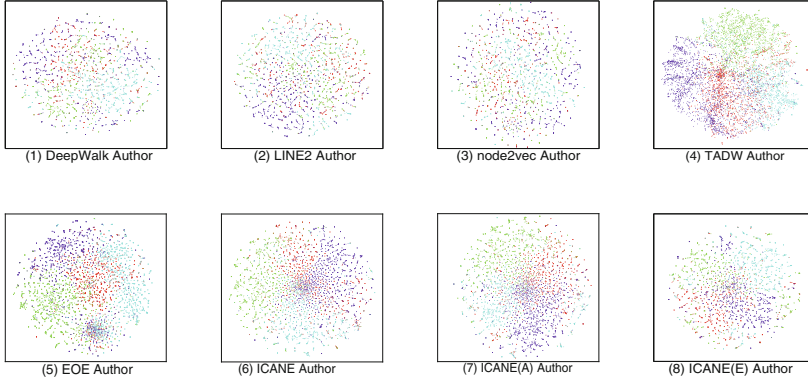 (1) DeepWalk Author
(2) LINE2 Author
(3) node2vec Author
(4) TADW Author
(5) EOE Author
(6) ICANE Author
(7) ICANE(A) Author
(8) ICANE(E) Author